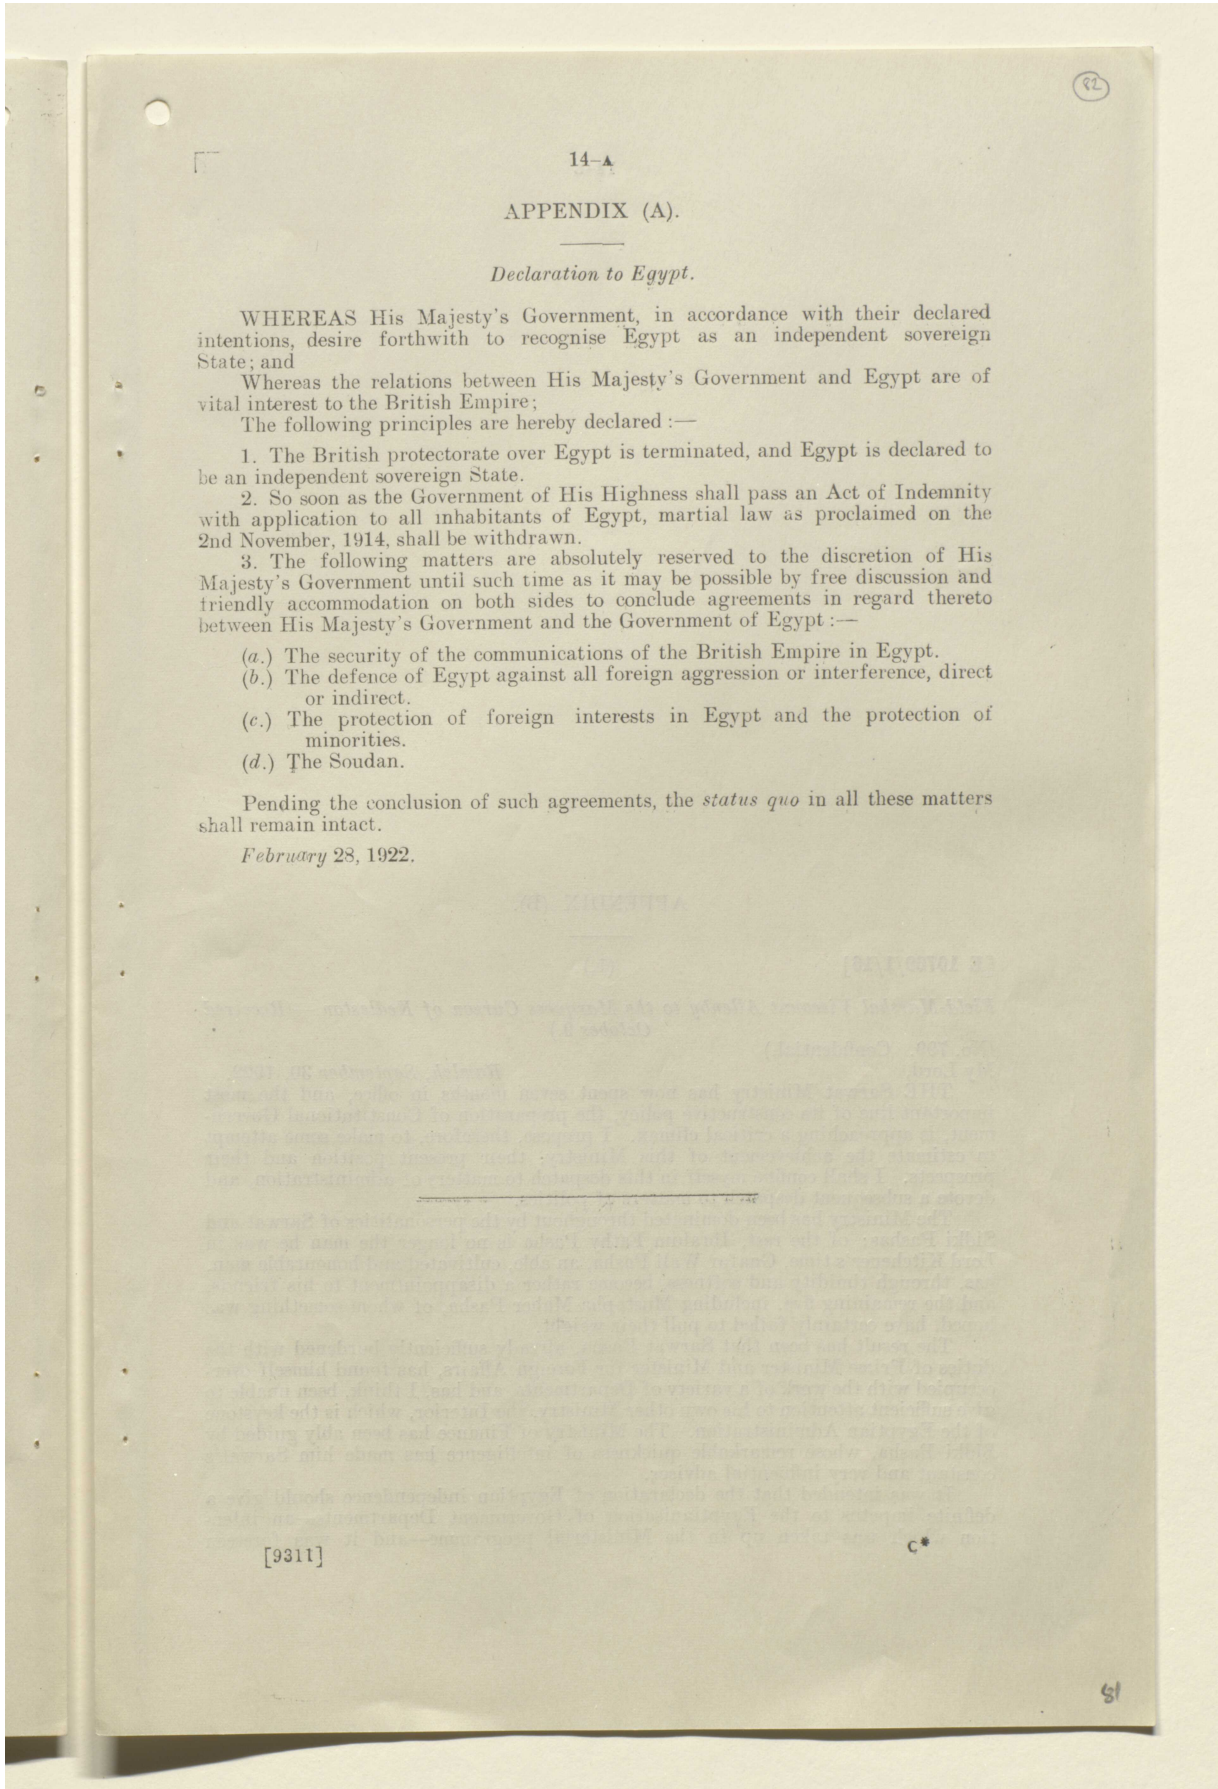 82
14-A
APPENDIX (A).
Declaration to Egypt.
WHEREAS His Majesty's Government, in accordance with their declared
intentions, desire forthwith to recognise Egypt as an independent sovereign
State; and
Whereas the relations between His Majesty's Government and Egypt are of
vital interest to the British Empire;
The following principles are hereby declared :—
1. The British protectorate over Egypt is terminated, and Egypt is declared to
be an independent sovereign State.
2. So soon as the Government of His Highness shall pass an Act of Indemnity
with application to all inhabitants of Egypt, martial law as proclaimed on the
2nd November, 1914, shall be withdrawn.
3. The following matters are absolutely reserved to the discretion of His
Majesty's Government until such time as it may be possible by free discussion and
friendly accommodation on both sides to conclude agreements in regard thereto
between His Majesty's Government and the Government of Egypt :—
(a.) The security of the communications of the British Empire in Egypt.
(b.) The defence of Egypt against all foreign aggression or interference, direct
or indirect.
(c.) The protection of foreign interests in Egypt and the protection of
minorities.
(d.) The Soudan.
Pending the conclusion of such agreements, the status quo in all these matters
shall remain intact.
February 28, 1922.
[9311]
C*
81